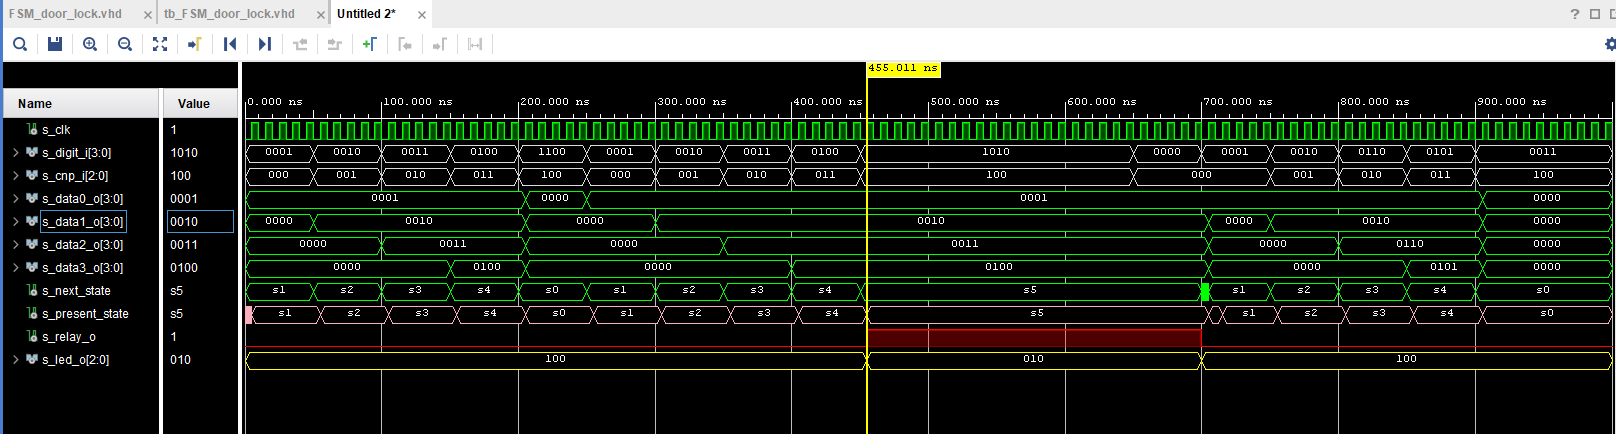 FSM_door_lock.vhd × tb_FSM_door_lock.vhd × Untitled 2* × ?
455.011 ns
0.000 ns 100.000 ns 200.000 ns 300.000 ns 400.000 ns 500.000 ns 600.000 ns 700.000 ns 800.000 ns 900.000 ns
Name Value
s_clk 1
s_digit_i[3:0] 1010 0001 0010 0011 0100 1100 0001 0010 0011 0100 1010 0000 0001 0010 0110 0101 0011
s_cnp_i[2:0] 100 000 001 010 011 100 000 001 010 011 100 000 001 010 011 100
s_data0_o[3:0] 0001 0001 0000 0001 0000
s_data1_o[3:0] 0010 0000 0010 0000 0010 0000 0010 0000
s_data2_o[3:0] 0011 0000 0011 0000 0011 0000 0110 0000
s_data3_o[3:0] 0100 0000 0100 0000 0100 0000 0101 0000
s_next_state s5 s1 s2 s3 s4 s0 s1 s2 s3 s4 s5 s1 s2 s3 s4 s0
s_present_state s5 s1 s2 s3 s4 s0 s1 s2 s3 s4 s5 s1 s2 s3 s4 s0
s_relay_o 1
s_led_o[2:0] 010 100 010 100